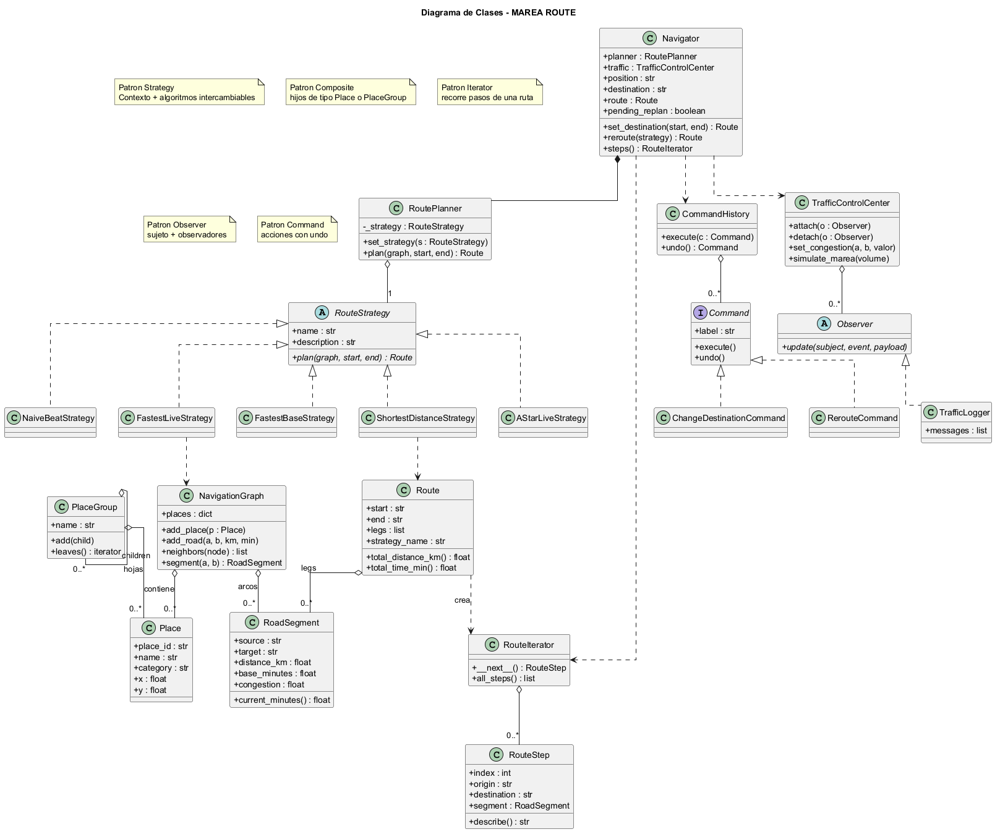 Diagrama de Clases - MAREA ROUTE
C Navigator
+planner : RoutePlanner
+traffic : TrafficControlCenter
+position : str
+destination : str
+route : Route
+pending_replan : boolean
+set_destination(start, end) : Route
+reroute(strategy) : Route
+steps() : RouteIterator
Patron Strategy
Contexto + algoritmos intercambiables
Patron Composite
hijos de tipo Place o PlaceGroup
Patron Iterator
recorre pasos de una ruta
Patron Observer
sujeto + observadores
Patron Command
acciones con undo
C RoutePlanner
-_strategy : RouteStrategy
+set_strategy(s : RouteStrategy)
+plan(graph, start, end) : Route
C CommandHistory
+execute(c : Command)
+undo() : Command
C TrafficControlCenter
+attach(o : Observer)
+detach(o : Observer)
+set_congestion(a, b, valor)
+simulate_marea(volume)
1
0..*
0..*
A RouteStrategy
+name : str
+description : str
+plan(graph, start, end) : Route
I Command
+label : str
+execute()
+undo()
A Observer
+update(subject, event, payload)
C NaiveBeatStrategy
C FastestLiveStrategy
C FastestBaseStrategy
C ShortestDistanceStrategy
C AStarLiveStrategy
C ChangeDestinationCommand
C RerouteCommand
C TrafficLogger
+messages : list
C PlaceGroup
+name : str
+add(child)
+leaves() : iterator
children
0..*
hojas
C NavigationGraph
+places : dict
+add_place(p : Place)
+add_road(a, b, km, min)
+neighbors(node) : list
+segment(a, b) : RoadSegment
C Route
+start : str
+end : str
+legs : list
+strategy_name : str
+total_distance_km() : float
+total_time_min() : float
contiene
arcos
legs
crea
0..*
0..*
0..*
0..*
C Place
+place_id : str
+name : str
+category : str
+x : float
+y : float
C RoadSegment
+source : str
+target : str
+distance_km : float
+base_minutes : float
+congestion : float
+current_minutes() : float
C RouteIterator
+__next__() : RouteStep
+all_steps() : list
0..*
C RouteStep
+index : int
+origin : str
+destination : str
+segment : RoadSegment
+describe() : str